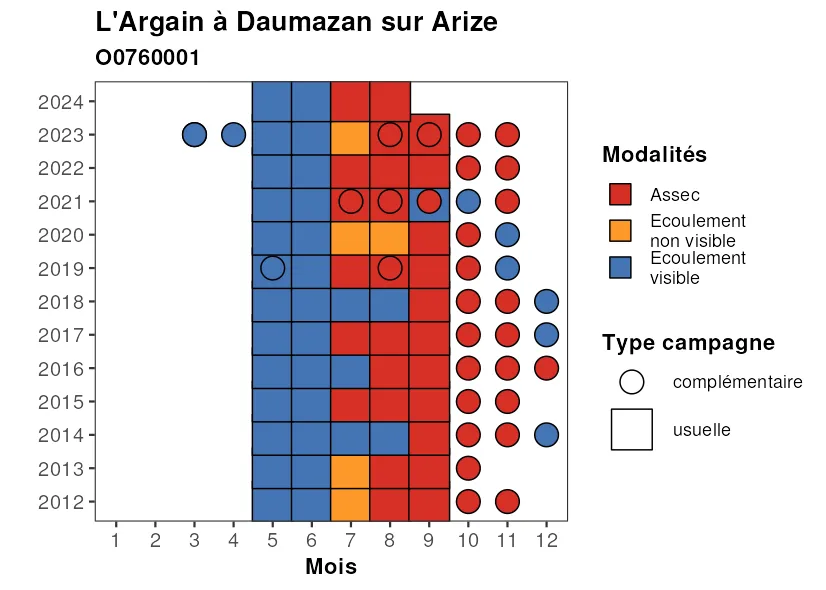 L'Argain à Daumazan sur Arize
O0760001
2024
2023
2022
2021
2020
2019
2018
2017
2016
2015
2014
2013
2012
1 2 3 4 5 6 7 8 9 10 11 12
Mois
Modalités
Assec
Ecoulement
non visible
Ecoulement
visible
Type campagne
complémentaire
usuelle